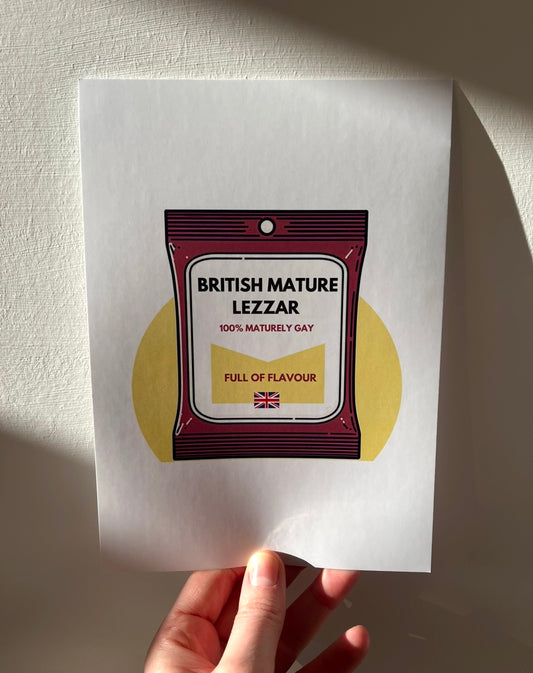 BRITISH MATURE
LEZZAR
100% MATURELY GAY
FULL OF FLAVOUR